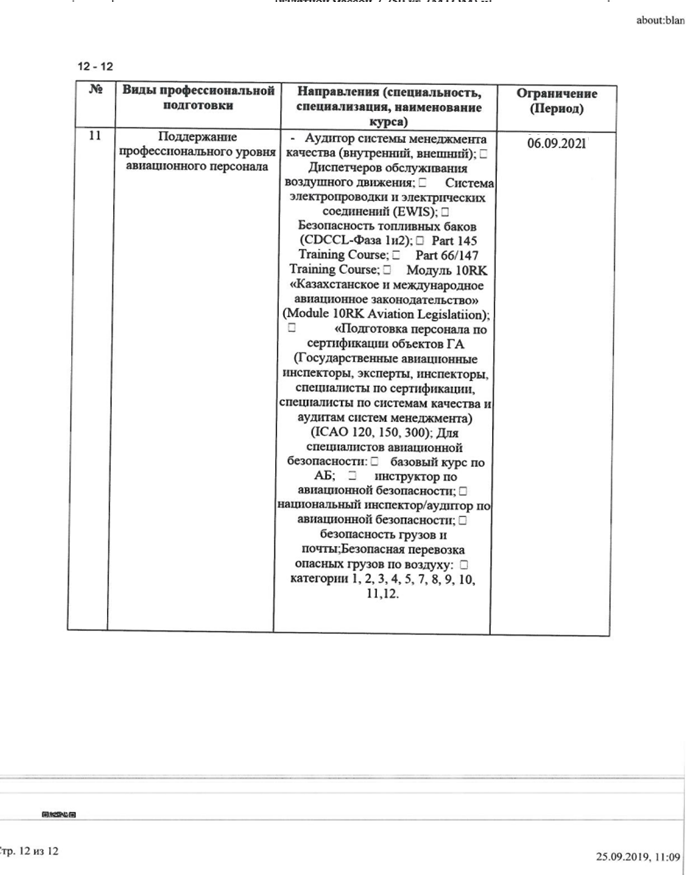 about:blan
12 - 12
№
Виды профессиональной
подготовки
Направления (специальность,
специализация, наименование
курса)
Ограничение
(Период)
11
Поддержание
профессионального уровня
авиационного персонала
- Аудитор системы менеджмента
качества (внутренний, внешний); □
Диспетчеров обслуживания
воздушного движения; □ Система
электропроводки и электрических
соединений (EWIS); □
Безопасность топливных баков
(CDCCL-Фаза 1и2); □ Part 145
Training Course; □ Part 66/147
Training Course; □ Модуль 10RK
«Казахстанское и международное
авиационное законодательство»
(Module 10RK Aviation Legislatiion);
□ «Подготовка персонала по
сертификации объектов ГА
(Государственные авиационные
инспекторы, эксперты, инспекторы,
специалисты по сертификации,
специалисты по системам качества и
аудитам систем менеджмента)
(ICAO 120, 150, 300); Для
специалистов авиационной
безопасности: □ базовый курс по
АБ; □ инструктор по
авиационной безопасности; □
национальный инспектор/аудитор по
авиационной безопасности; □
безопасность грузов и
почты;Безопасная перевозка
опасных грузов по воздуху: □
категории 1, 2, 3, 4, 5, 7, 8, 9, 10,
11,12.
06.09.2021
Стр. 12 из 12
25.09.2019, 11:09